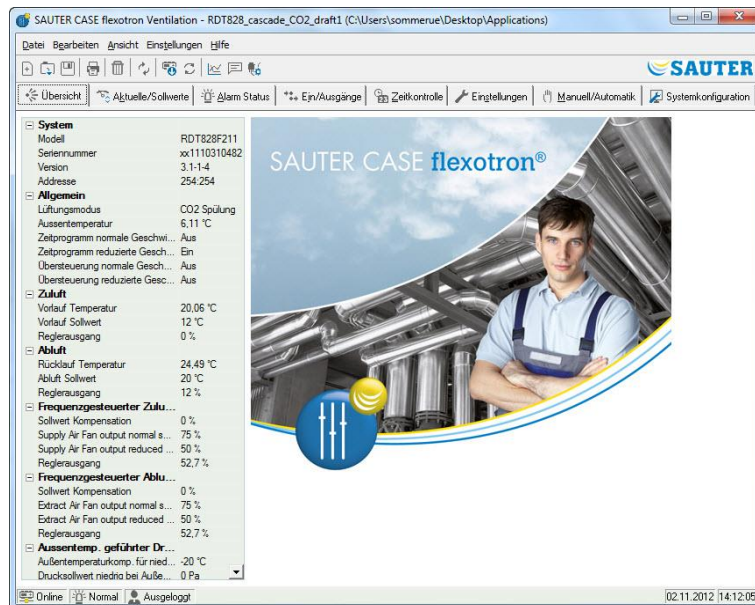 SAUTER CASE flexotron Ventilation - RDT828_cascade_CO2_draft1 (C:\Users\sommerue\Desktop\Applications)
Datei Bearbeiten Ansicht Einstellungen Hilfe
SAUTER
Übersicht Aktuelle/Sollwerte Alarm Status Ein/Ausgänge Zeitkontrolle Einstellungen Manuell/Automatik Systemkonfiguration
System
Modell RDT828F211
Seriennummer xx1110310482
Version 3.1-1-4
Addresse 254:254
Allgemein
Lüftungsmodus CO2 Spülung
Aussentemperatur 6,11 °C
Zeitprogramm normale Geschwi... Aus
Zeitprogramm reduzierte Gesch... Ein
Übersteuerung normale Gesch... Aus
Übersteuerung reduzierte Gesc... Aus
Zuluft
Vorlauf Temperatur 20,06 °C
Vorlauf Sollwert 12 °C
Reglerausgang 0 %
Abluft
Rücklauf Temperatur 24,49 °C
Abluft Sollwert 20 °C
Reglerausgang 12 %
Frequenzgesteuerter Zulu...
Sollwert Kompensation 0 %
Supply Air Fan output normal s... 75 %
Supply Air Fan output reduced ... 50 %
Reglerausgang 52,7 %
Frequenzgesteuerter Ablu...
Sollwert Kompensation 0 %
Extract Air Fan output normal s... 75 %
Extract Air Fan output reduced ... 50 %
Reglerausgang 52,7 %
Aussentemp. geführter Dr...
Außentemperaturkomp. für nied... -20 °C
Drucksollwert niedrig bei Auße... 0 Pa
SAUTER CASE flexotron®
Online Normal Ausgeloggt 02.11.2012 14:12:05